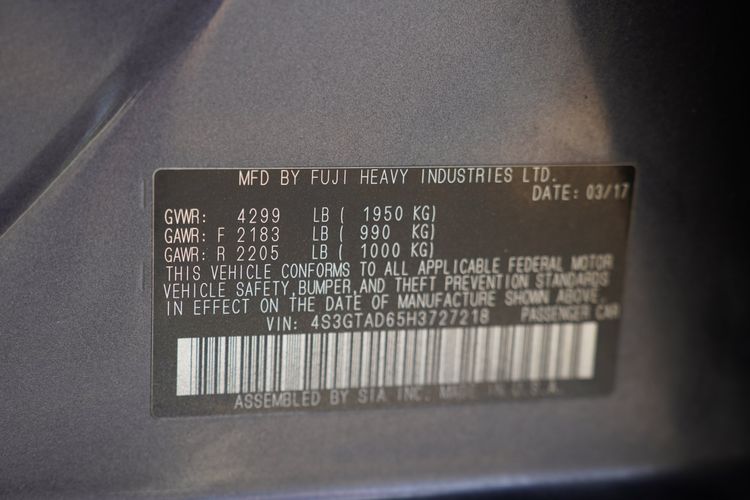 MFD BY FUJI HEAVY INDUSTRIES LTD.
DATE: 03/17
GVWR: 4299 LB ( 1950 KG)
GAWR: F 2183 LB ( 990 KG)
GAWR: R 2205 LB ( 1000 KG)
THIS VEHICLE CONFORMS TO ALL APPLICABLE FEDERAL MOTOR
VEHICLE SAFETY, BUMPER, AND THEFT PREVENTION STANDARDS
IN EFFECT ON THE DATE OF MANUFACTURE SHOWN ABOVE.
VIN: 4S3GTAD65H3727218 PASSENGER CAR
ASSEMBLED BY SIA INC. MADE IN U.S.A.